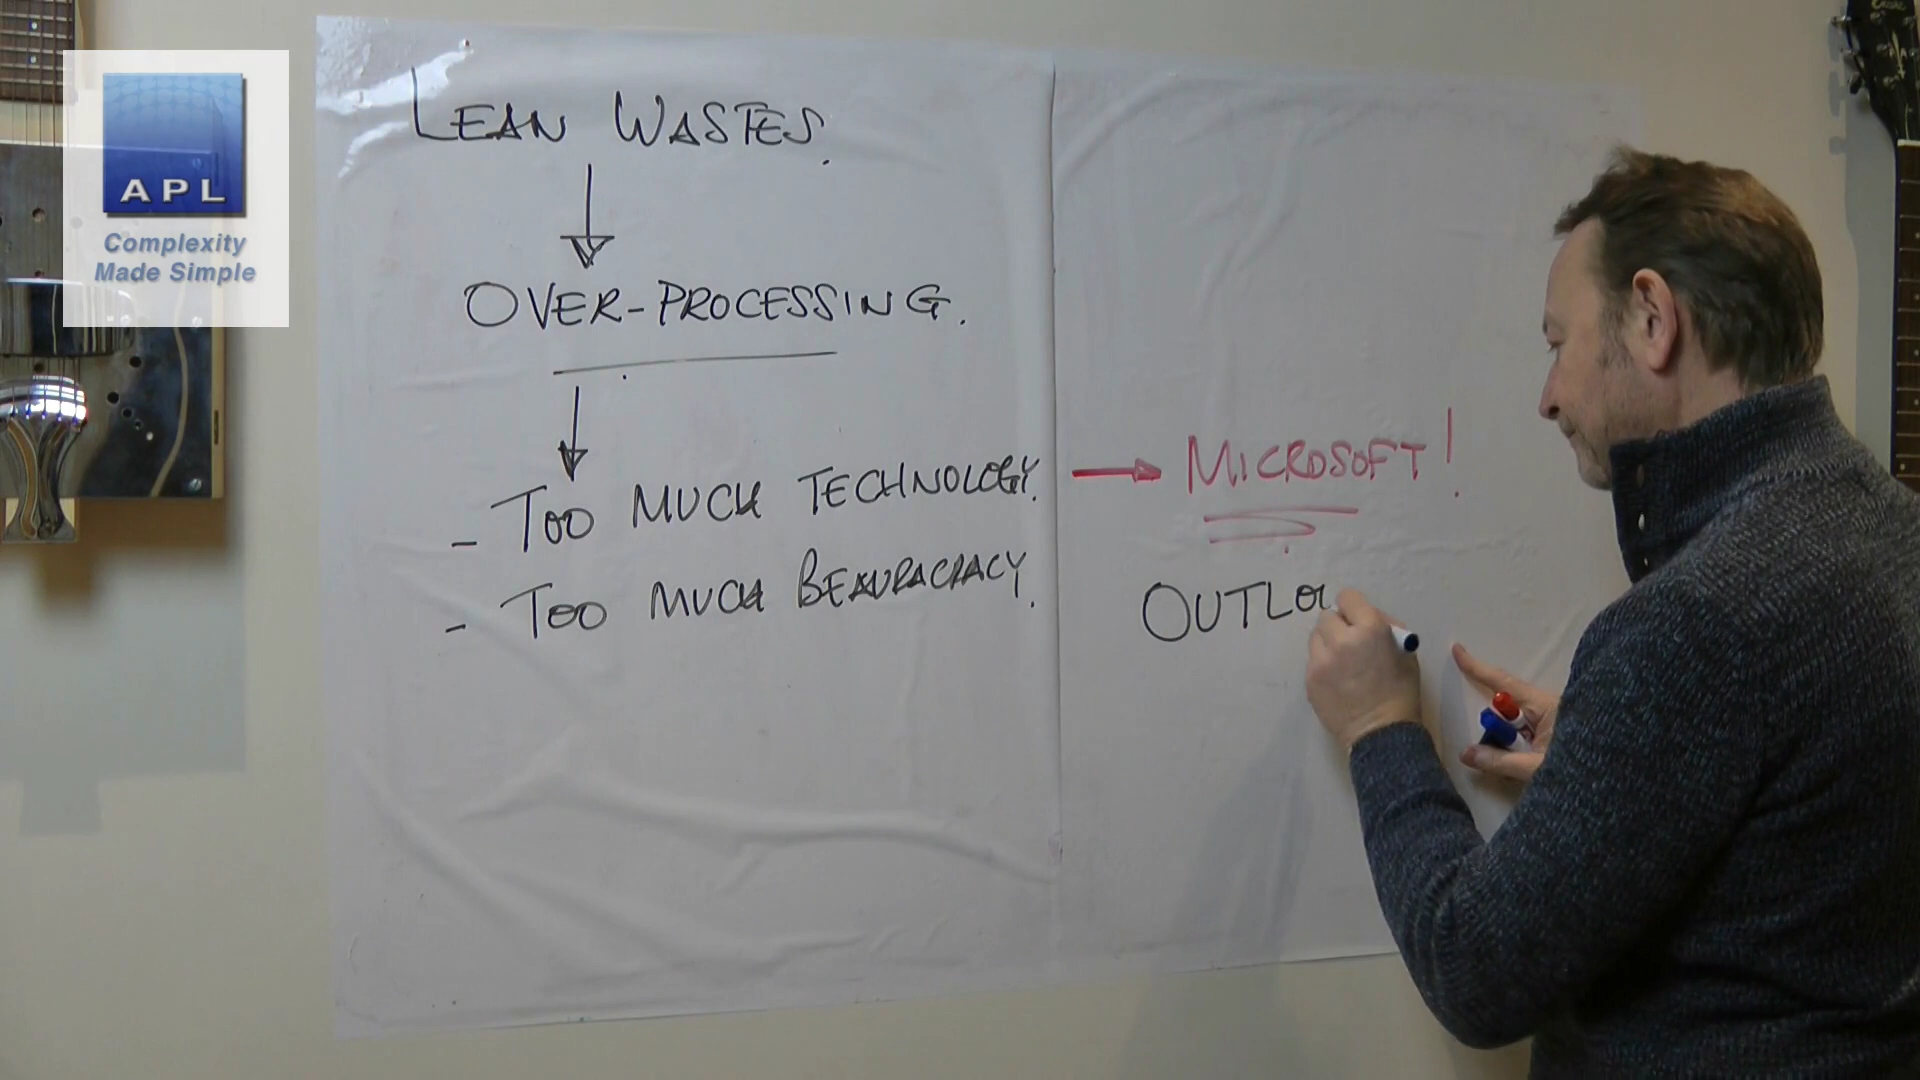 APL
Complexity
Made Simple
LEAN WASTES.
OVER-PROCESSING.
- TOO MUCH TECHNOLOGY. → MICROSOFT!
- TOO MUCH BEAURACRACY.
OUTLO